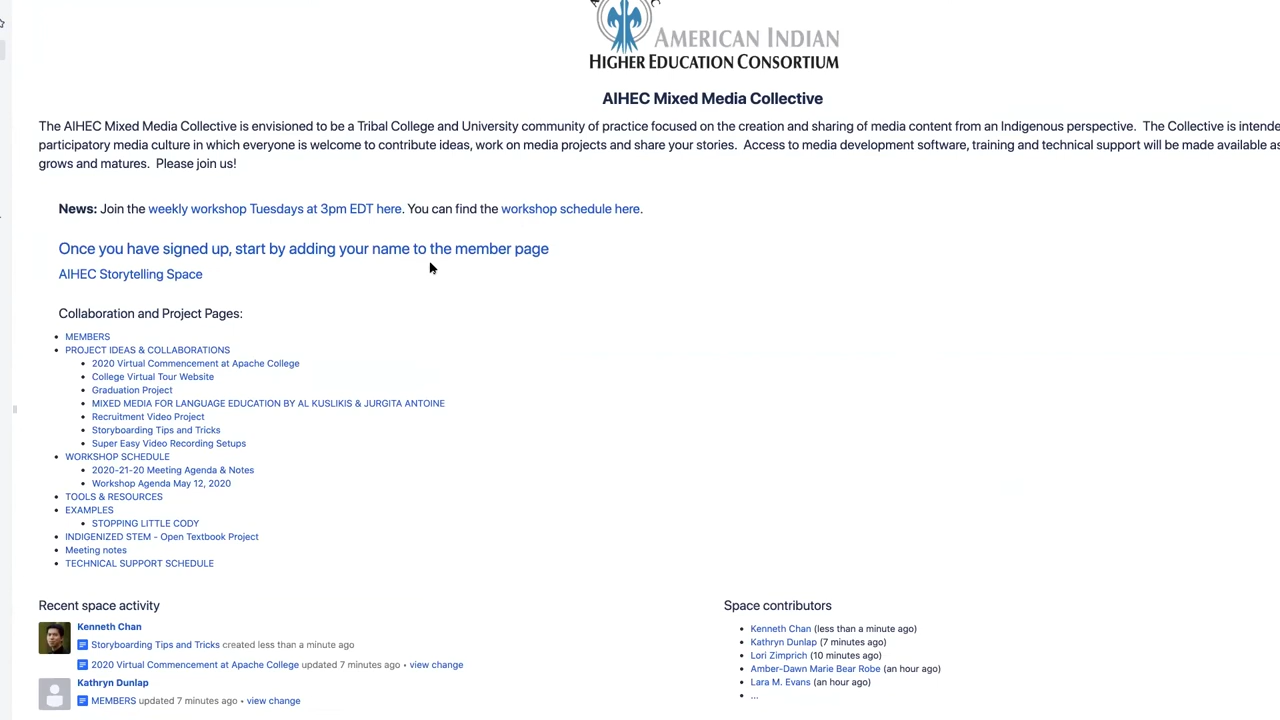 AMERICAN INDIAN
HIGHER EDUCATION CONSORTIUM
AIHEC Mixed Media Collective
The AIHEC Mixed Media Collective is envisioned to be a Tribal College and University community of practice focused on the creation and sharing of media content from an Indigenous perspective. The Collective is intende
participatory media culture in which everyone is welcome to contribute ideas, work on media projects and share your stories. Access to media development software, training and technical support will be made available as
grows and matures. Please join us!
News: Join the weekly workshop Tuesdays at 3pm EDT here. You can find the workshop schedule here.
Once you have signed up, start by adding your name to the member page
AIHEC Storytelling Space
Collaboration and Project Pages:
• MEMBERS
• PROJECT IDEAS & COLLABORATIONS
• 2020 Virtual Commencement at Apache College
• College Virtual Tour Website
• Graduation Project
• MIXED MEDIA FOR LANGUAGE EDUCATION BY AL KUSLIKIS & JURGITA ANTOINE
• Recruitment Video Project
• Storyboarding Tips and Tricks
• Super Easy Video Recording Setups
• WORKSHOP SCHEDULE
• 2020-21-20 Meeting Agenda & Notes
• Workshop Agenda May 12, 2020
• TOOLS & RESOURCES
• EXAMPLES
• STOPPING LITTLE CODY
• INDIGENIZED STEM - Open Textbook Project
• Meeting notes
• TECHNICAL SUPPORT SCHEDULE
Recent space activity
Kenneth Chan
Storyboarding Tips and Tricks created less than a minute ago
2020 Virtual Commencement at Apache College updated 7 minutes ago • view change
Kathryn Dunlap
MEMBERS updated 7 minutes ago • view change
Space contributors
• Kenneth Chan (less than a minute ago)
• Kathryn Dunlap (7 minutes ago)
• Lori Zimprich (10 minutes ago)
• Amber-Dawn Marie Bear Robe (an hour ago)
• Lara M. Evans (an hour ago)
• ...